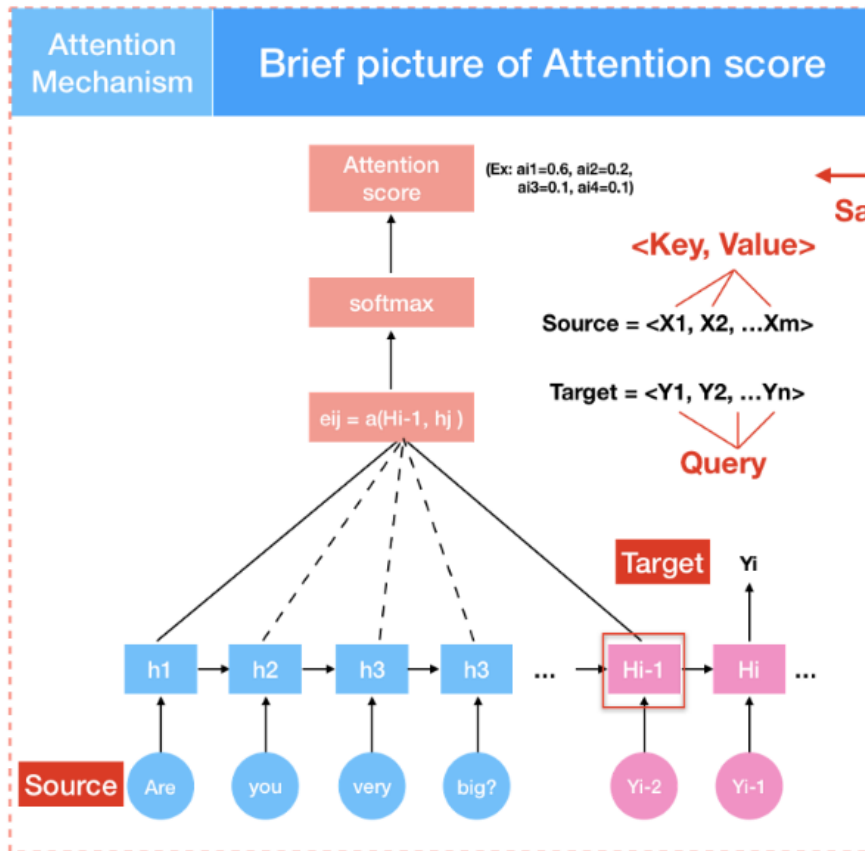 Attention
Mechanism
Brief picture of Attention score
Attention
score
(Ex: ai1=0.6, ai2=0.2,
ai3=0.1, ai4=0.1)
Sa
<Key, Value>
softmax
Source = <X1, X2, ...Xm>
Target = <Y1, Y2, ...Yn>
eij = a(Hi-1, hj )
Query
Target
Yi
h1
h2
h3
h3
...
Hi-1
Hi
...
Source
Are
you
very
big?
Yi-2
Yi-1